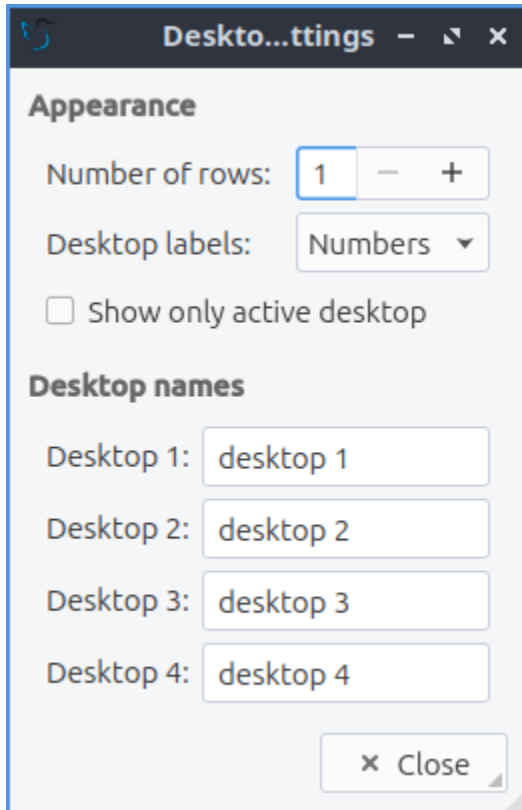 Deskto...ttings
Appearance
Number of rows: 1
Desktop labels: Numbers
Show only active desktop
Desktop names
Desktop 1: desktop 1
Desktop 2: desktop 2
Desktop 3: desktop 3
Desktop 4: desktop 4
Close